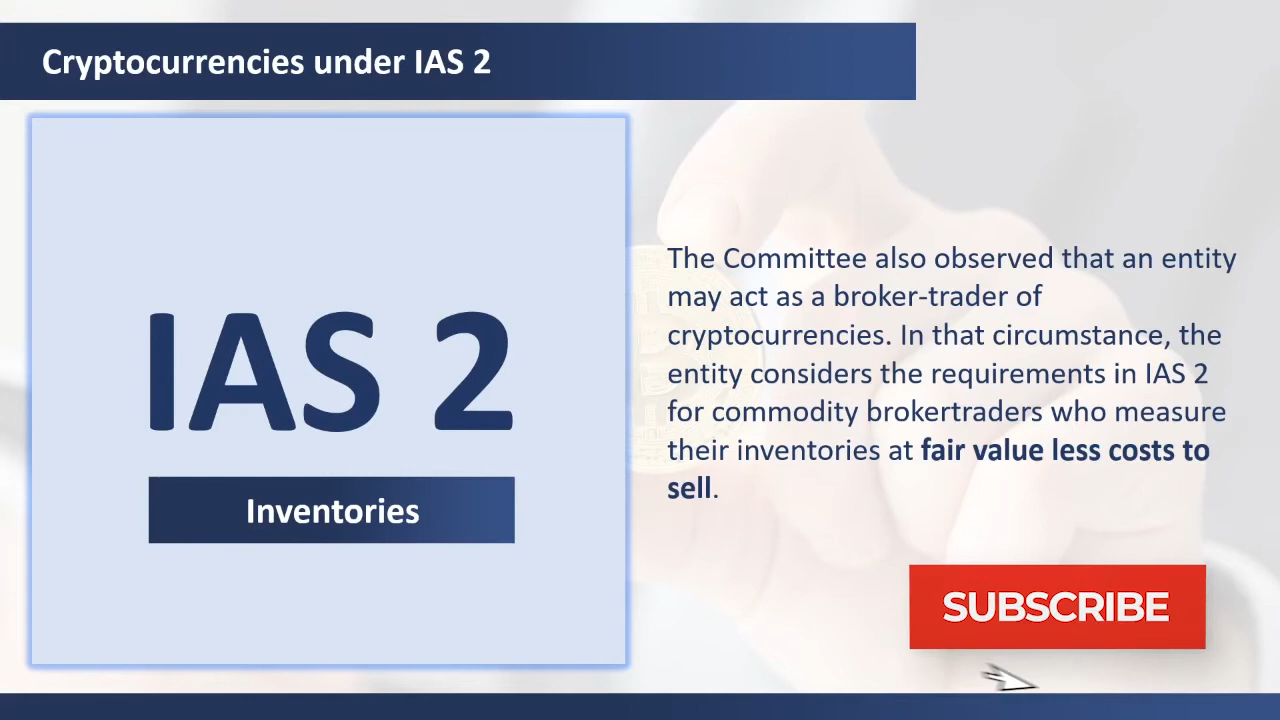 Cryptocurrencies under IAS 2
IAS 2
Inventories
The Committee also observed that an entity
may act as a broker-trader of
cryptocurrencies. In that circumstance, the
entity considers the requirements in IAS 2
for commodity brokertraders who measure
their inventories at fair value less costs to
sell.
SUBSCRIBE